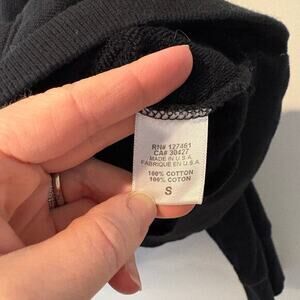 RN# 127461
CA# 30427
MADE IN U.S.A.
FABRIQUE EN U.S.A.
100% COTTON
100% COTON
S